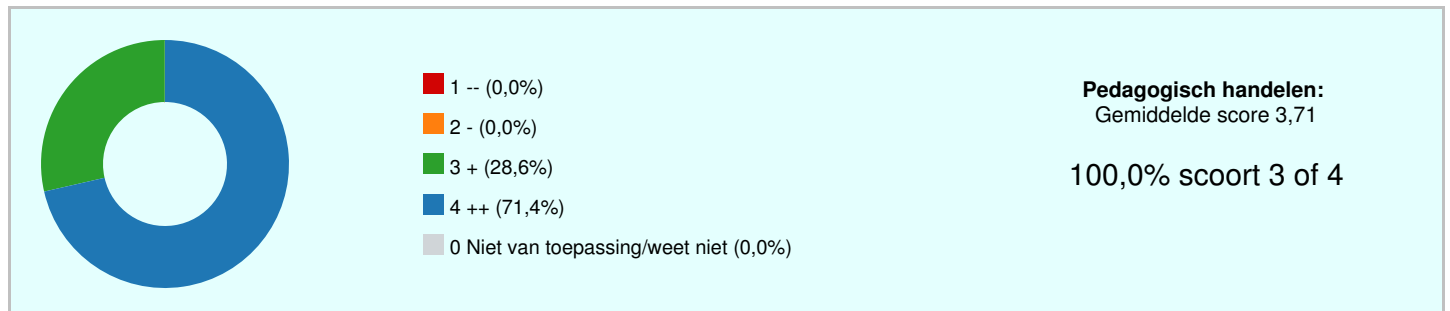 1 -- (0,0%)
2 - (0,0%)
3 + (28,6%)
4 ++ (71,4%)
0 Niet van toepassing/weet niet (0,0%)
Pedagogisch handelen:
Gemiddelde score 3,71
100,0% scoort 3 of 4